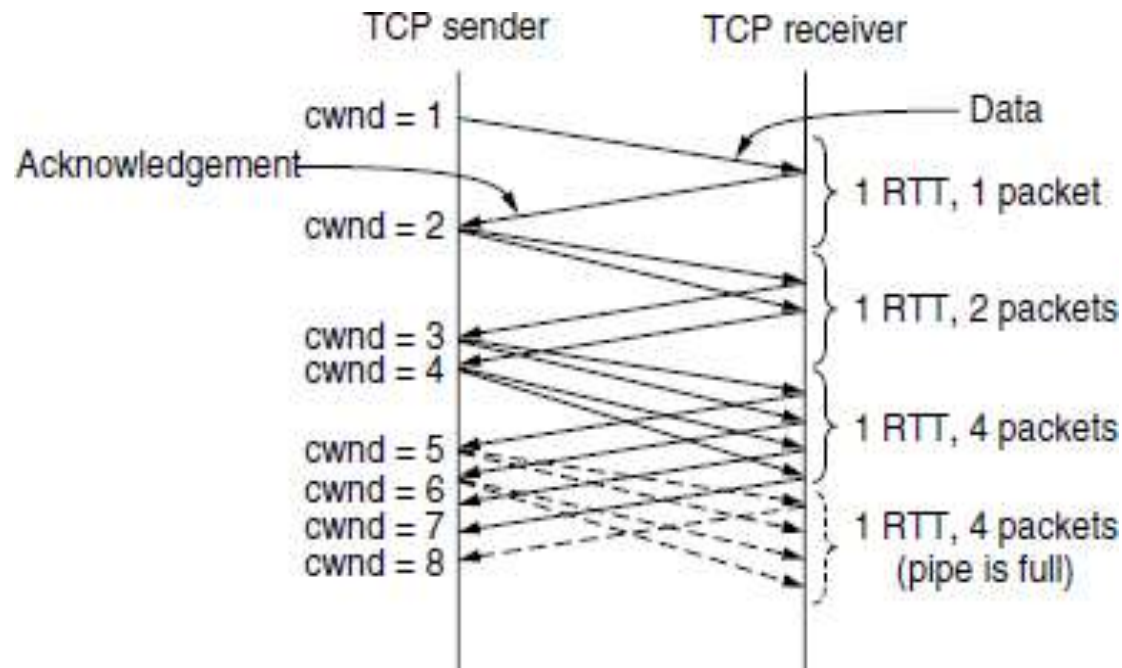 TCP sender
TCP receiver
cwnd = 1
Data
Acknowledgement
1 RTT, 1 packet
cwnd = 2
1 RTT, 2 packets
cwnd = 3
cwnd = 4
1 RTT, 4 packets
cwnd = 5
cwnd = 6
cwnd = 7
cwnd = 8
1 RTT, 4 packets
(pipe is full)